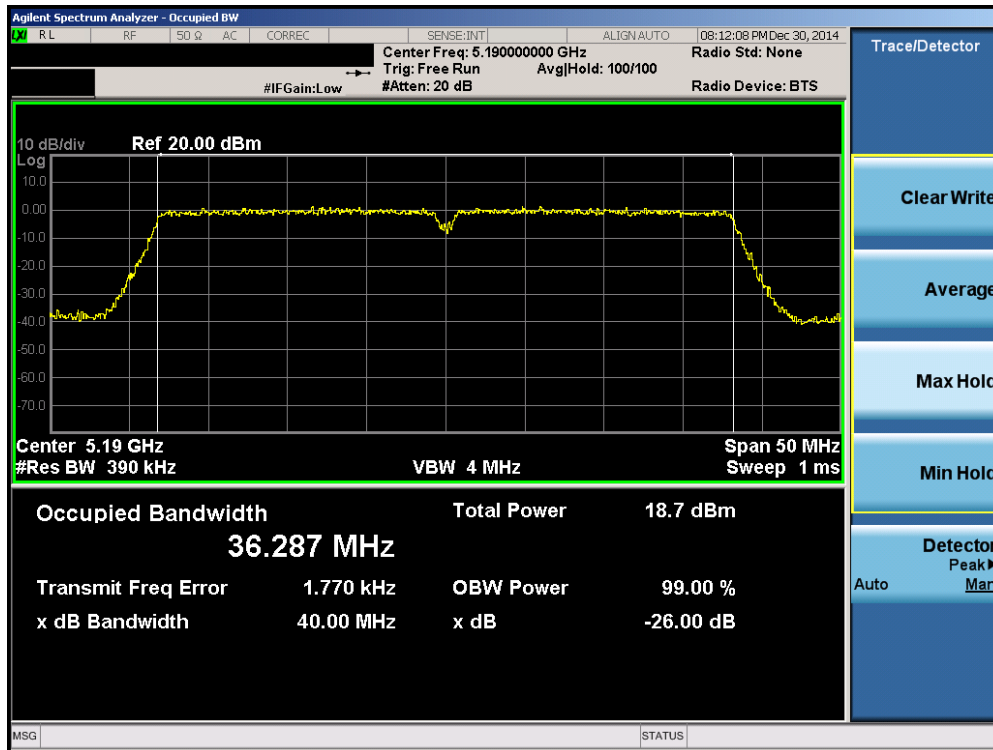 Agilent Spectrum Analyzer - Occupied BW
LXI RL RF 50 Ω AC CORREC SENSE:INT ALIGN AUTO 08:12:08 PM Dec 30, 2014
Center Freq: 5.190000000 GHz Radio Std: None
Trig: Free Run Avg|Hold: 100/100
#IFGain:Low #Atten: 20 dB Radio Device: BTS
Trace/Detector
10 dB/div Ref 20.00 dBm
Log
10.0
0.00
-10.0
-20.0
-30.0
-40.0
-50.0
-60.0
-70.0
Center 5.19 GHz Span 50 MHz
#Res BW 390 kHz VBW 4 MHz Sweep 1 ms
Occupied Bandwidth Total Power 18.7 dBm
36.287 MHz
Transmit Freq Error 1.770 kHz OBW Power 99.00 %
x dB Bandwidth 40.00 MHz x dB -26.00 dB
Clear Write
Average
Max Hold
Min Hold
Detector
Peak▶
Auto Man
MSG STATUS